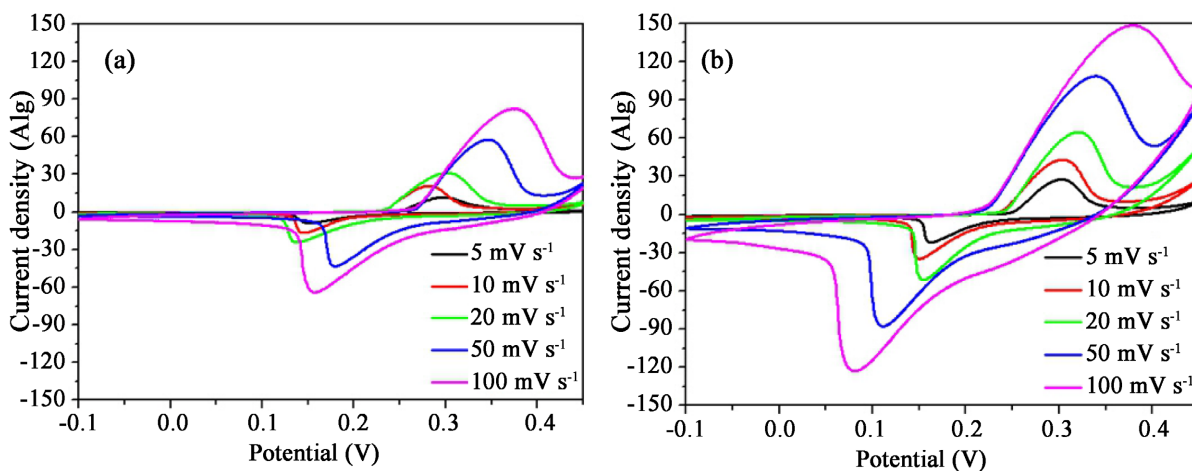 (a)
Current density (Alg)
150
120
90
60
30
0
-30
-60
-90
-120
-150
-0.1 0.0 0.1 0.2 0.3 0.4
Potential (V)
5 mV s⁻¹
10 mV s⁻¹
20 mV s⁻¹
50 mV s⁻¹
100 mV s⁻¹
(b)
Current density (Alg)
150
120
90
60
30
0
-30
-60
-90
-120
-150
-0.1 0.0 0.1 0.2 0.3 0.4
Potential (V)
5 mV s⁻¹
10 mV s⁻¹
20 mV s⁻¹
50 mV s⁻¹
100 mV s⁻¹